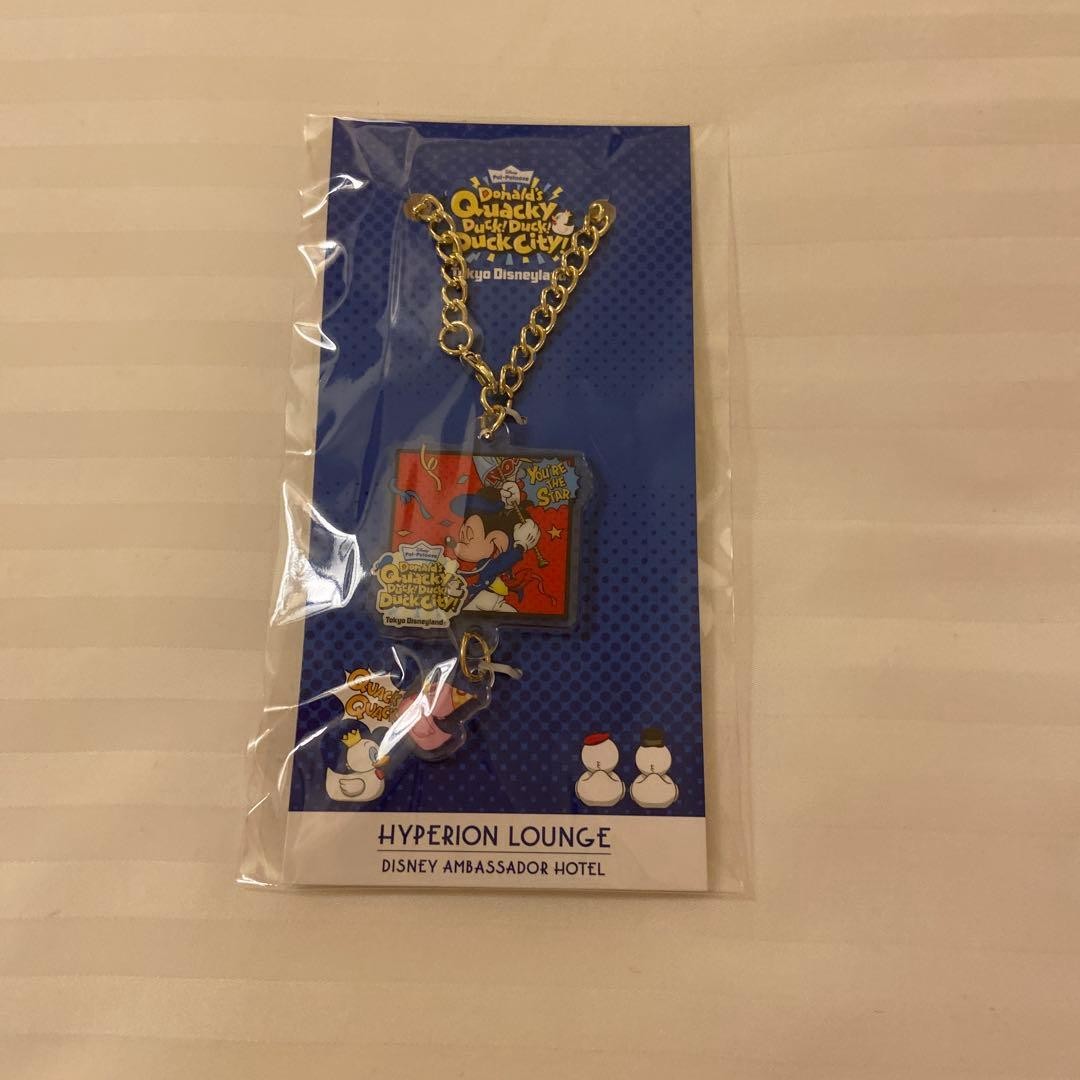 Disney
Pal-Palooza
Donald's
Quacky
Duck! Duck!
Duck City!
Tokyo Disneyland
YOU'RE
THE
STAR
Disney
Pal-Palooza
Donald's
Quacky
Duck! Duck!
Duck City!
Tokyo Disneyland
QUACK
QUACK
HYPERION LOUNGE
DISNEY AMBASSADOR HOTEL